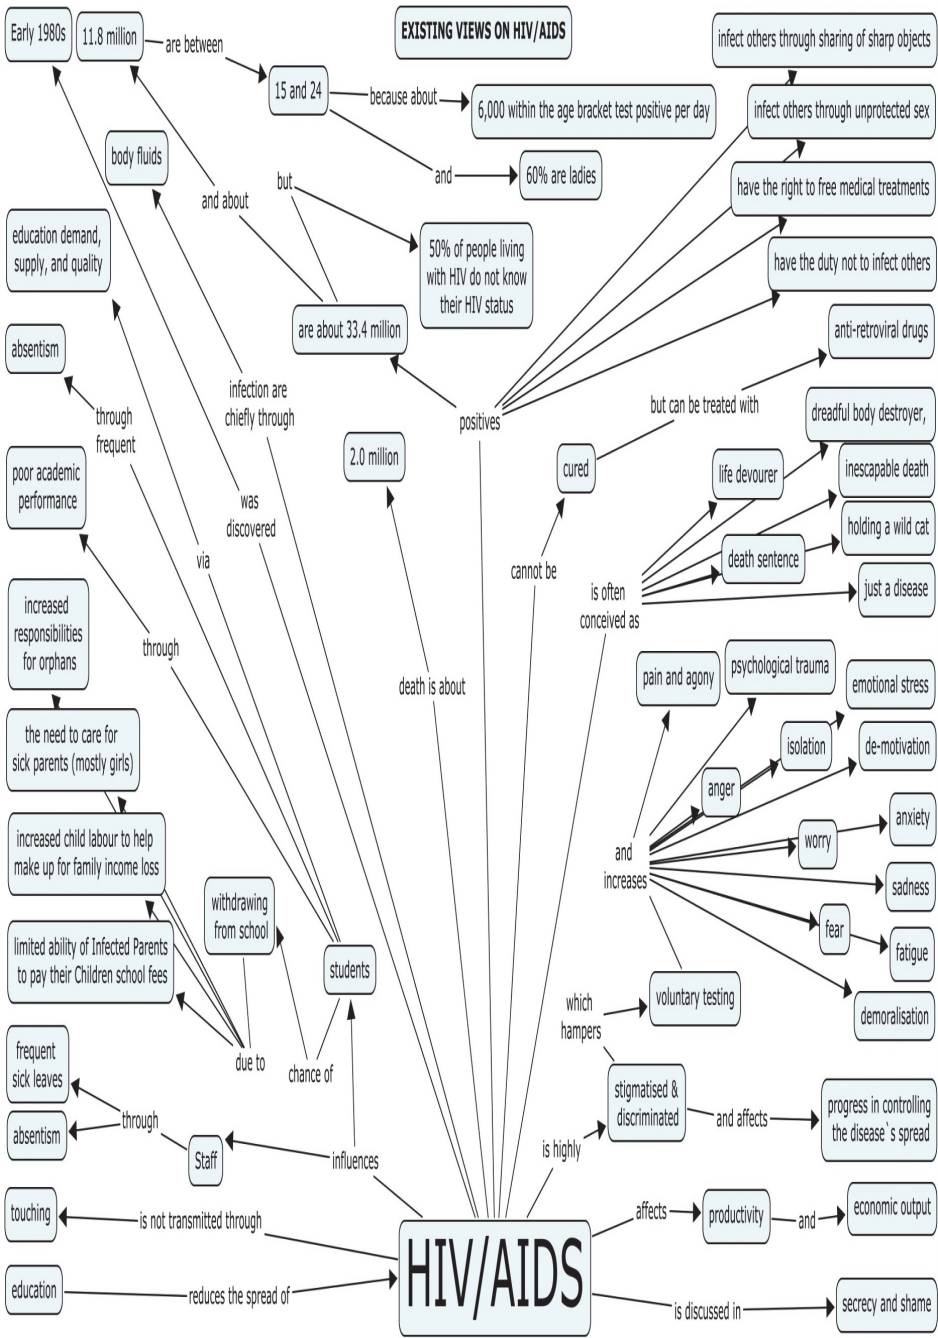 EXISTING VIEWS ON HIV/AIDS
Early 1980s
11.8 million
are between
15 and 24
because about
6,000 within the age bracket test positive per day
and
60% are ladies
infect others through sharing of sharp objects
infect others through unprotected sex
have the right to free medical treatments
have the duty not to infect others
body fluids
and about
but
50% of people living
with HIV do not know
their HIV status
education demand,
supply, and quality
are about 33.4 million
absentism
anti-retroviral drugs
through
frequent
infection are
chiefly through
positives
but can be treated with
poor academic
performance
2.0 million
cured
dreadful body destroyer,
life devourer
inescapable death
was
discovered
holding a wild cat
via
cannot be
death sentence
is often
conceived as
just a disease
increased
responsibilities
for orphans
through
death is about
pain and agony
psychological trauma
emotional stress
the need to care for
sick parents (mostly girls)
isolation
de-motivation
anger
increased child labour to help
make up for family income loss
anxiety
worry
and
increases
sadness
withdrawing
from school
fear
fatigue
limited ability of Infected Parents
to pay their Children school fees
students
voluntary testing
demoralisation
which
hampers
frequent
sick leaves
due to
chance of
stigmatised &
discriminated
and affects
progress in controlling
the disease`s spread
absentism
through
Staff
influences
is highly
touching
is not transmitted through
affects
productivity
and
economic output
HIV/AIDS
education
reduces the spread of
is discussed in
secrecy and shame